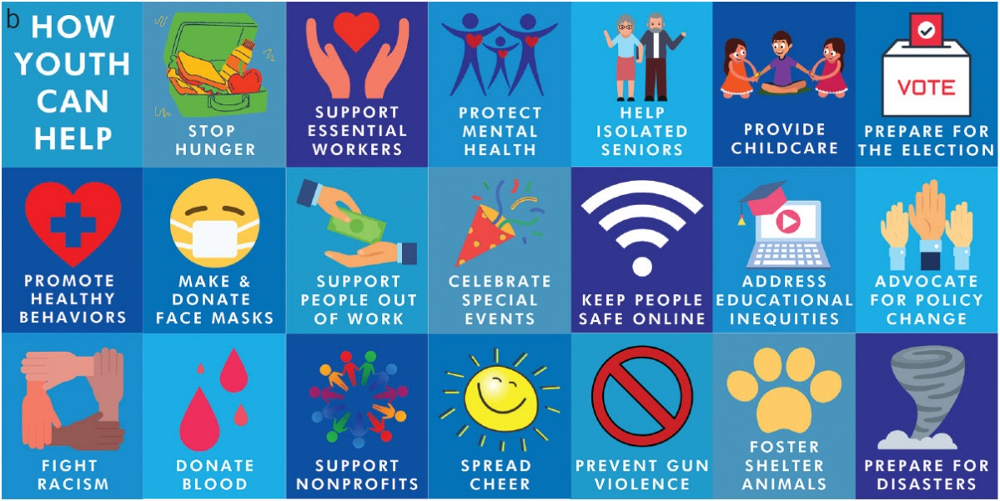 b
HOW
YOUTH
CAN
HELP
STOP
HUNGER
SUPPORT
ESSENTIAL
WORKERS
PROTECT
MENTAL
HEALTH
HELP
ISOLATED
SENIORS
PROVIDE
CHILDCARE
VOTE
PREPARE FOR
THE ELECTION
PROMOTE
HEALTHY
BEHAVIORS
MAKE &
DONATE
FACE MASKS
SUPPORT
PEOPLE OUT
OF WORK
CELEBRATE
SPECIAL
EVENTS
KEEP PEOPLE
SAFE ONLINE
ADDRESS
EDUCATIONAL
INEQUITIES
ADVOCATE
FOR POLICY
CHANGE
FIGHT
RACISM
DONATE
BLOOD
SUPPORT
NONPROFITS
SPREAD
CHEER
PREVENT GUN
VIOLENCE
FOSTER
SHELTER
ANIMALS
PREPARE FOR
DISASTERS